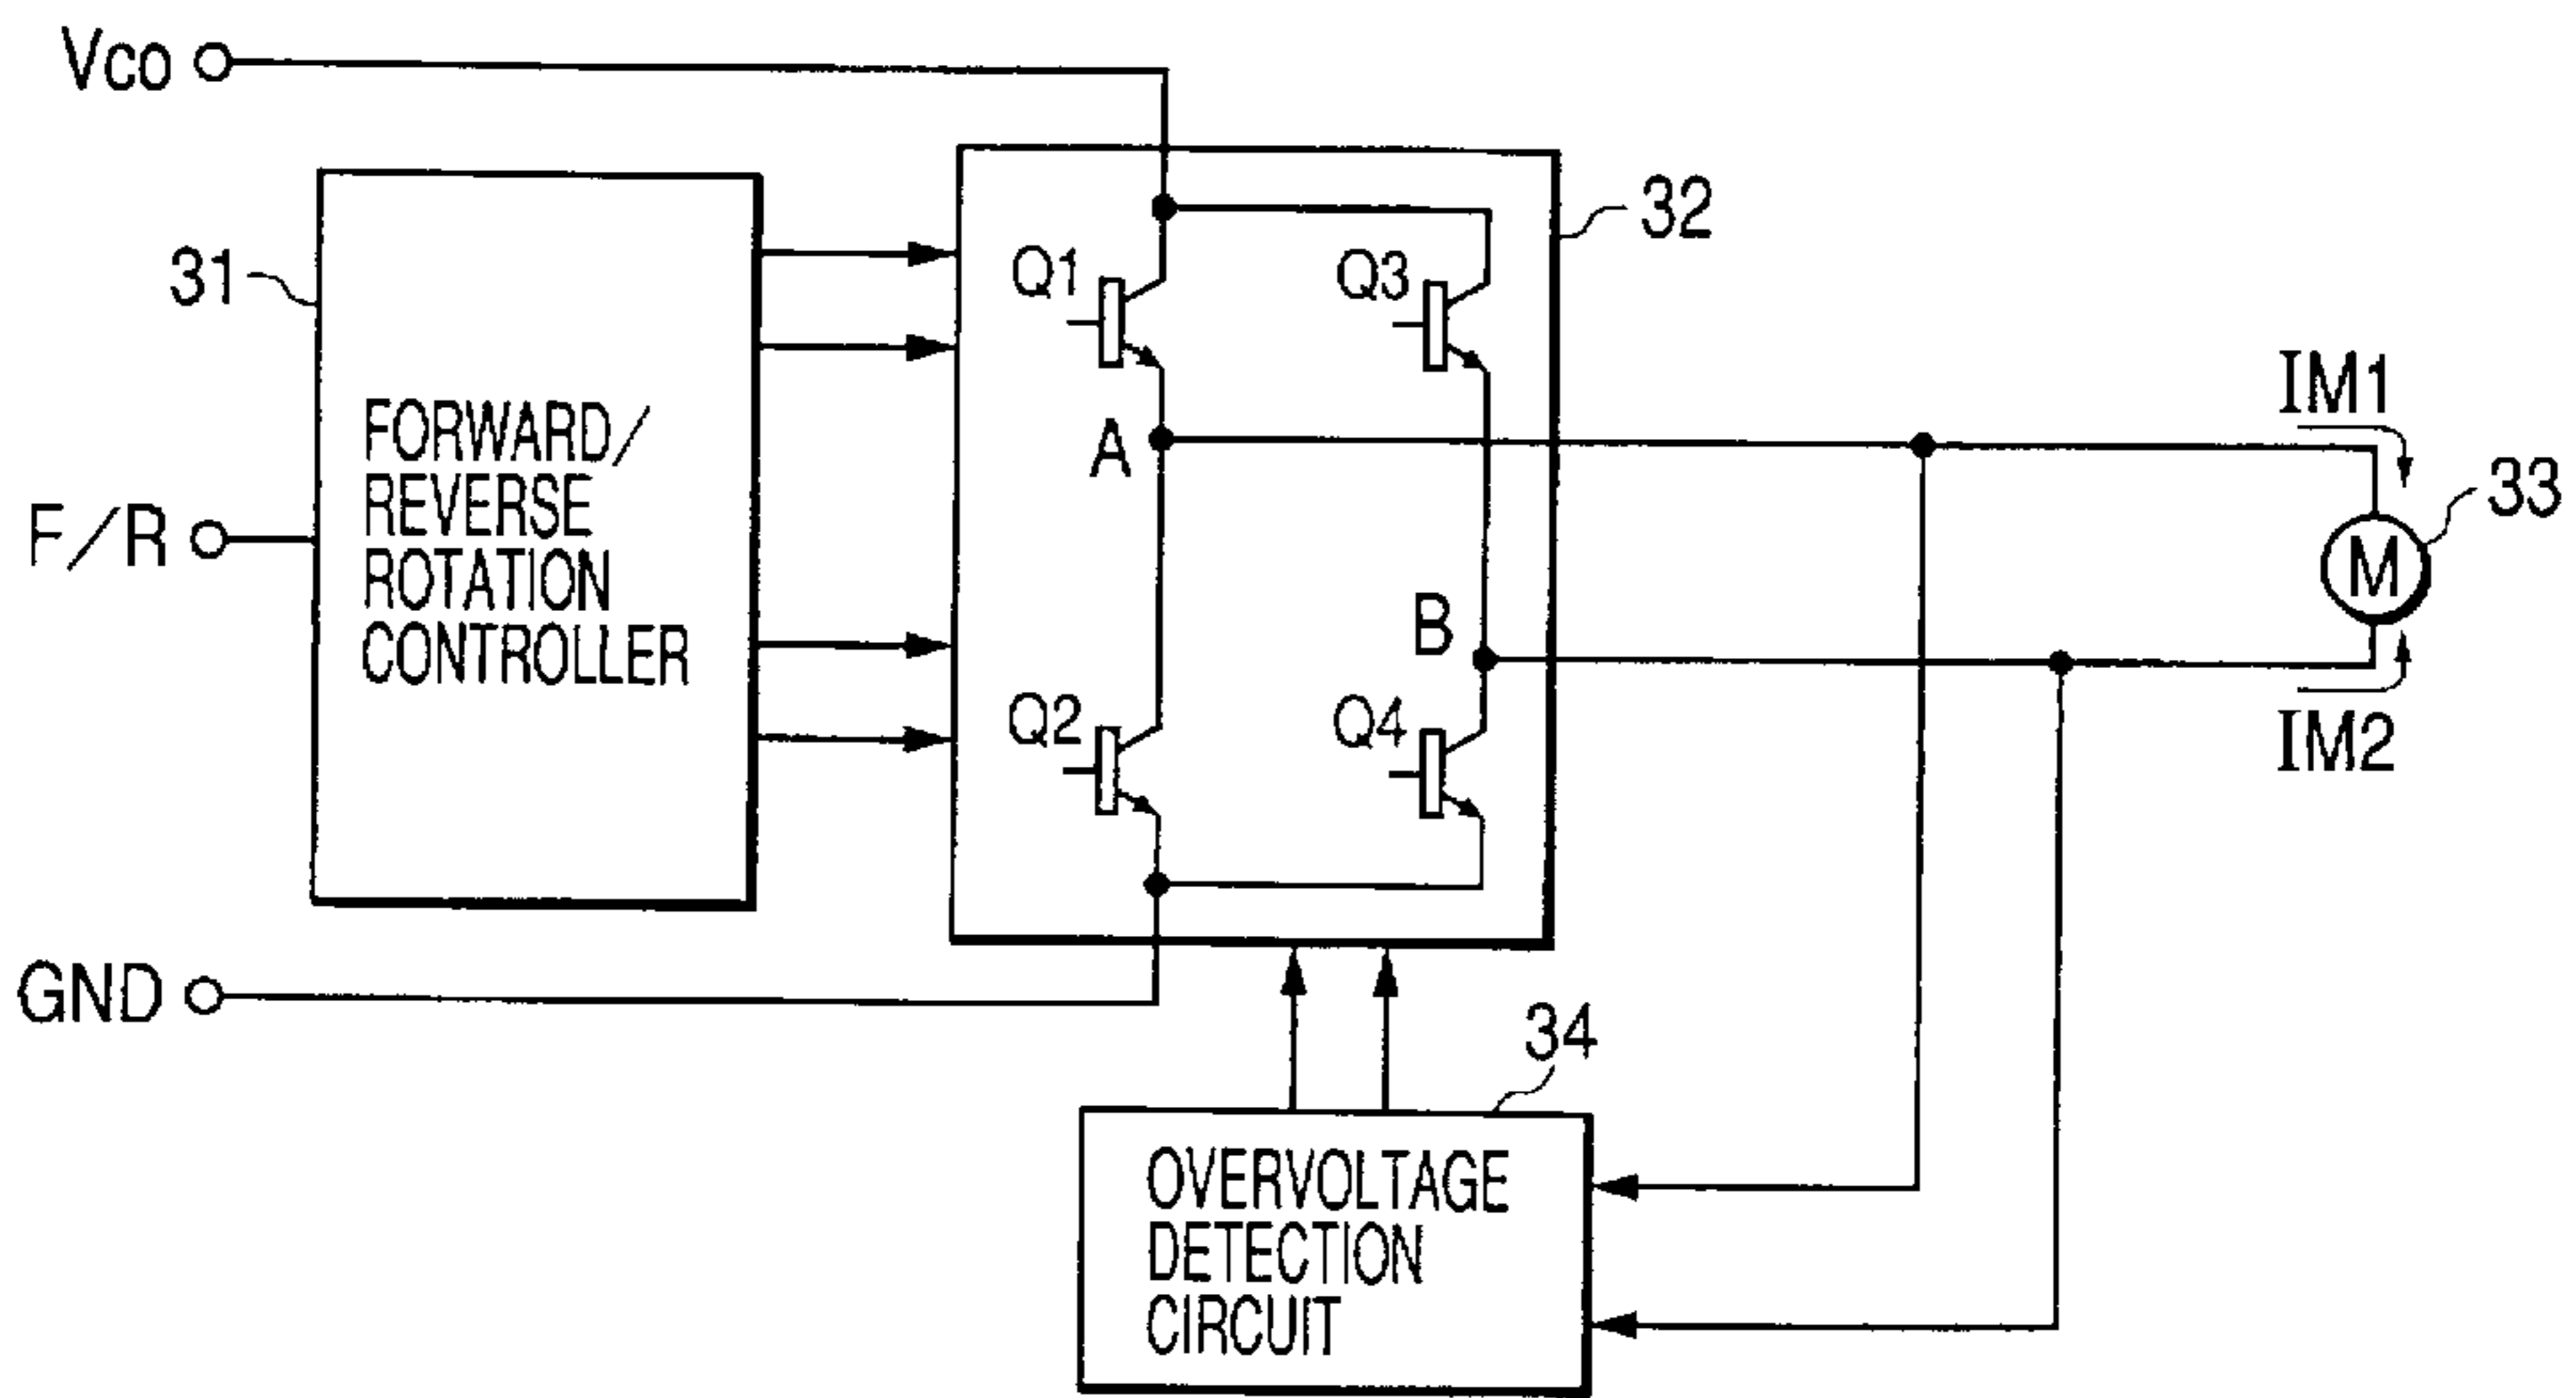 Vco
32
31
Q1
Q3
IM1
A
33
FORWARD/
REVERSE
ROTATION
CONTROLLER
F/R
M
B
Q2
Q4
IM2
GND
34
OVERVOLTAGE
DETECTION
CIRCUIT